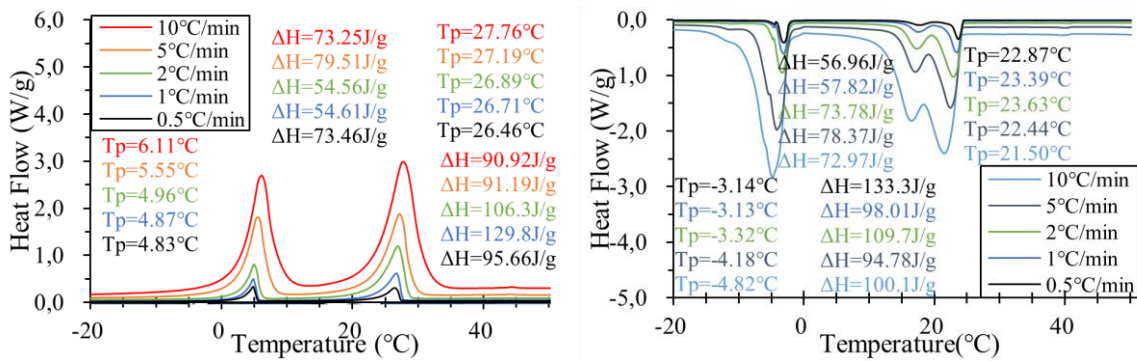 6,0
5,0
4,0
3,0
2,0
1,0
0,0
Heat Flow (W/g)
10°C/min
5°C/min
2°C/min
1°C/min
0.5°C/min
ΔH=73.25J/g
ΔH=79.51J/g
ΔH=54.56J/g
ΔH=54.61J/g
ΔH=73.46J/g
Tp=27.76°C
Tp=27.19°C
Tp=26.89°C
Tp=26.71°C
Tp=26.46°C
Tp=6.11°C
Tp=5.55°C
Tp=4.96°C
Tp=4.87°C
Tp=4.83°C
ΔH=90.92J/g
ΔH=91.19J/g
ΔH=106.3J/g
ΔH=129.8J/g
ΔH=95.66J/g
-20 0 20 40
Temperature (°C)
0,0
-1,0
-2,0
-3,0
-4,0
-5,0
Heat Flow (W/g)
ΔH=56.96J/g
ΔH=57.82J/g
ΔH=73.78J/g
ΔH=78.37J/g
ΔH=72.97J/g
Tp=22.87°C
Tp=23.39°C
Tp=23.63°C
Tp=22.44°C
Tp=21.50°C
Tp=-3.14°C
Tp=-3.13°C
Tp=-3.32°C
Tp=-4.18°C
Tp=-4.82°C
ΔH=133.3J/g
ΔH=98.01J/g
ΔH=109.7J/g
ΔH=94.78J/g
ΔH=100.1J/g
10°C/min
5°C/min
2°C/min
1°C/min
0.5°C/min
-20 0 20 40
Temperature(°C)